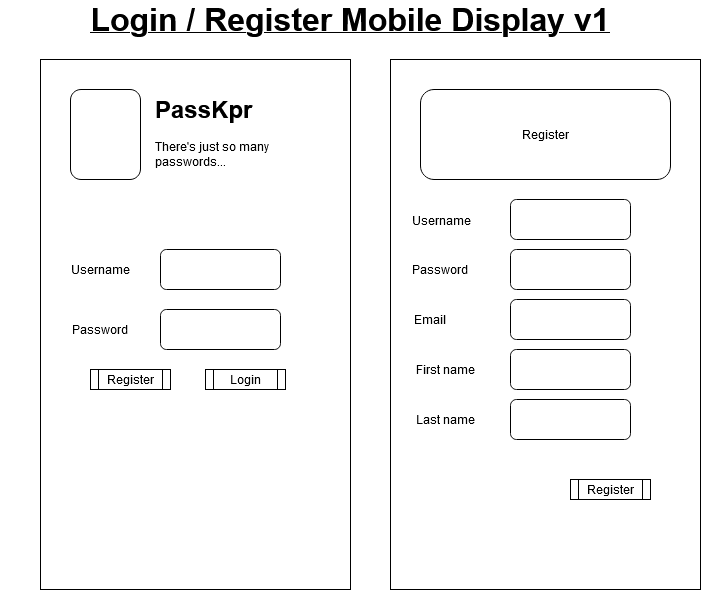 Login / Register Mobile Display v1
PassKpr
There's just so many
passwords...
Username
Password
Register
Login
Register
Username
Password
Email
First name
Last name
Register